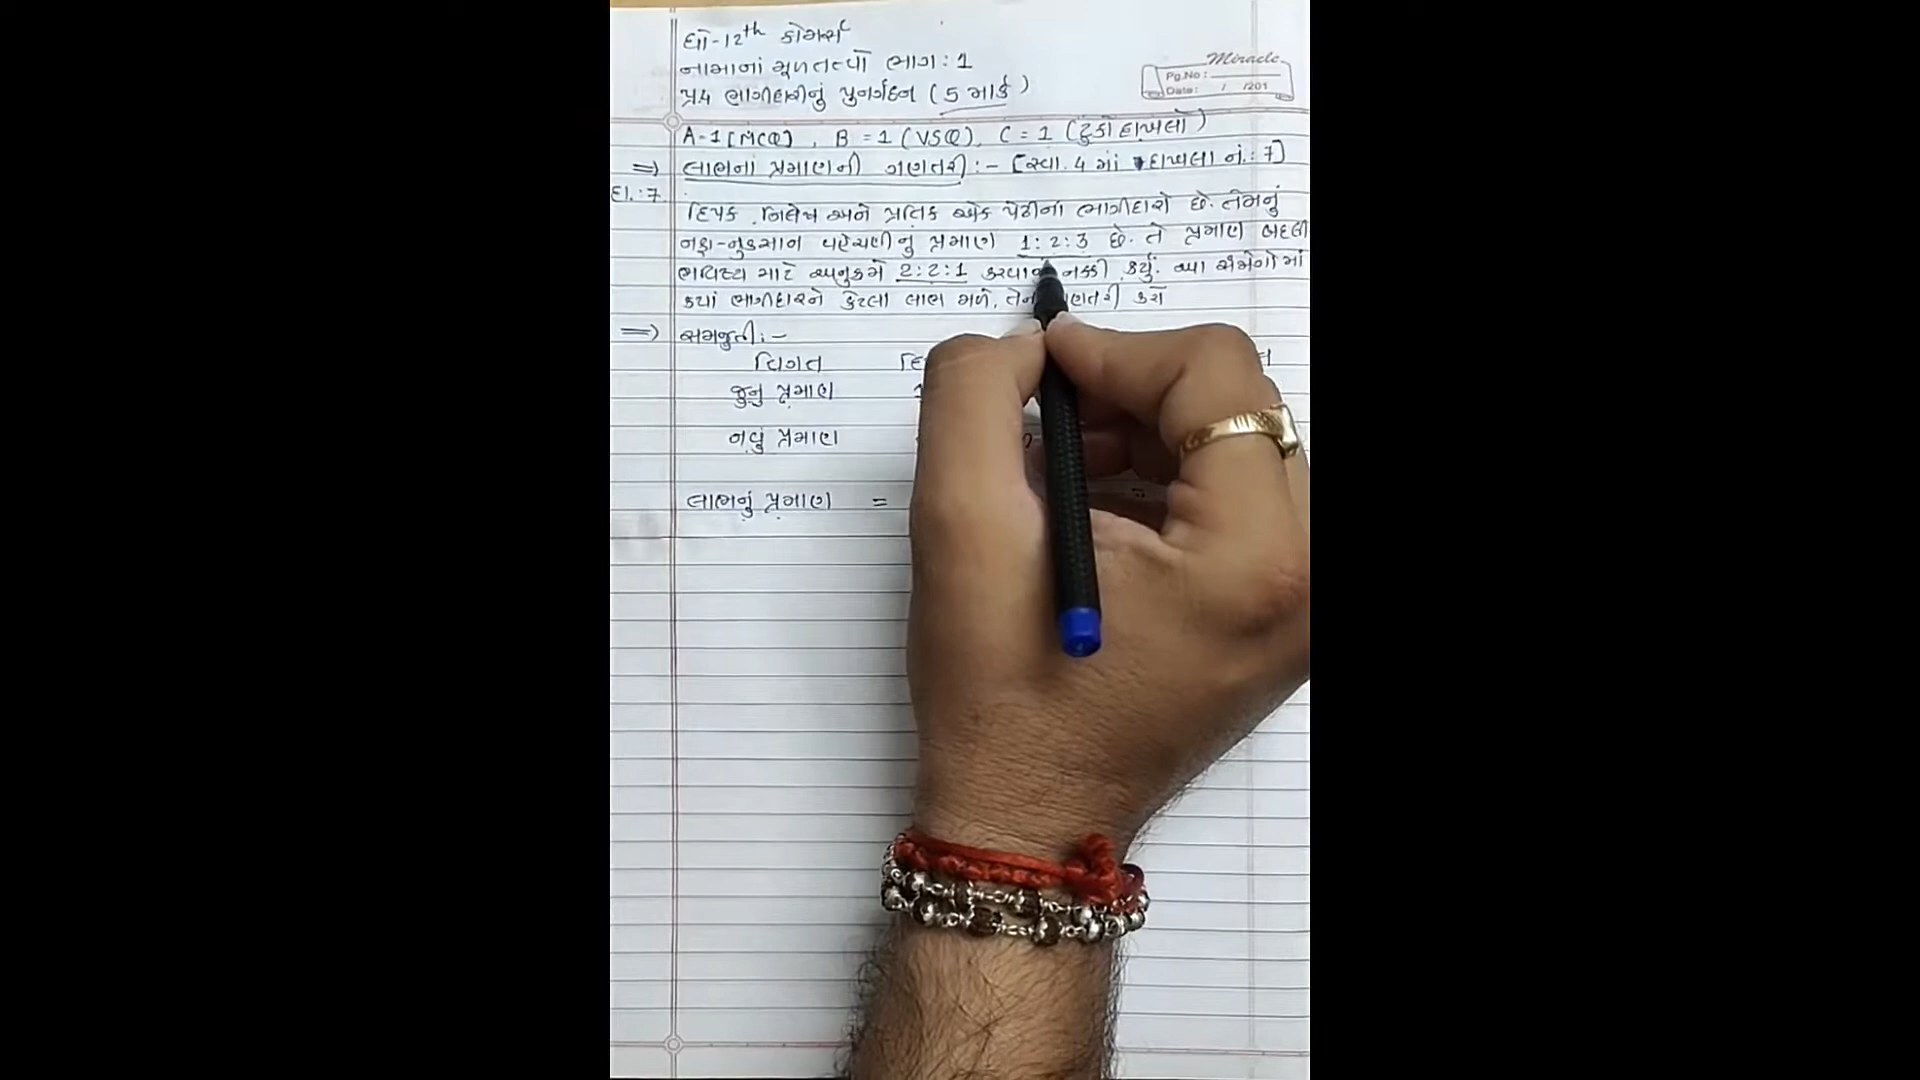 ધો-12th કોમર્સ
નામાનાં મૂળતત્વો ભાગ : 1
પ્ર.4 ભાગીદારીનું પુનર્ગઠન ( 5 માર્ક )
Miracle
Pg.No :
Date : / /201
A-1 [MCQ] , B = 1 (VSQ), C = 1 (ટુંકો દાખલો)
=> લાભનાં પ્રમાણની ગણતરી :- [સ્વા. 4 માં દાખલા નં. : 7]
દા. : 7
દિપક, નિલેષ અને પ્રતિક એક પેઢીનાં ભાગીદારો છે. તેમનું
નફા-નુકસાન વહેંચણીનું પ્રમાણ 1 : 2 : 3 છે. તે પ્રમાણ બદલી
ભવિષ્ય માટે અનુક્રમે 2 : 2 : 1 કરવાનું નક્કી કર્યું. આ સંજોગોમાં
ક્યાં ભાગીદારને કેટલા લાભ મળે,
કરો
=> સમજુતી :-
વિગત
જુનુ પ્રમાણ
નવું પ્રમાણ
લાભનું પ્રમાણ =